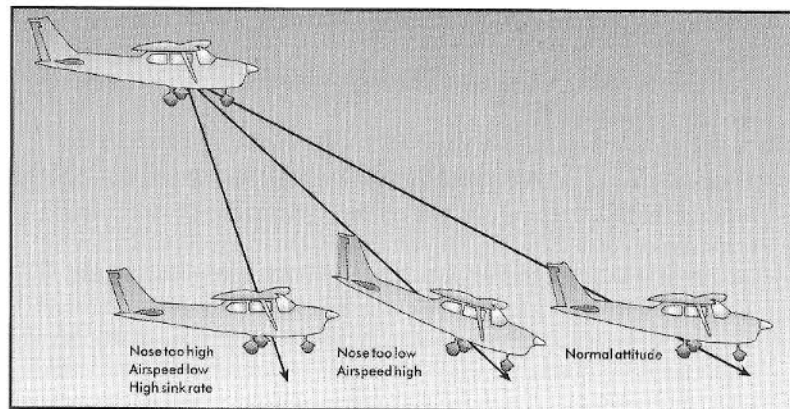 Nose too high
Airspeed low
High sink rate
Nose too low
Airspeed high
Normal attitude